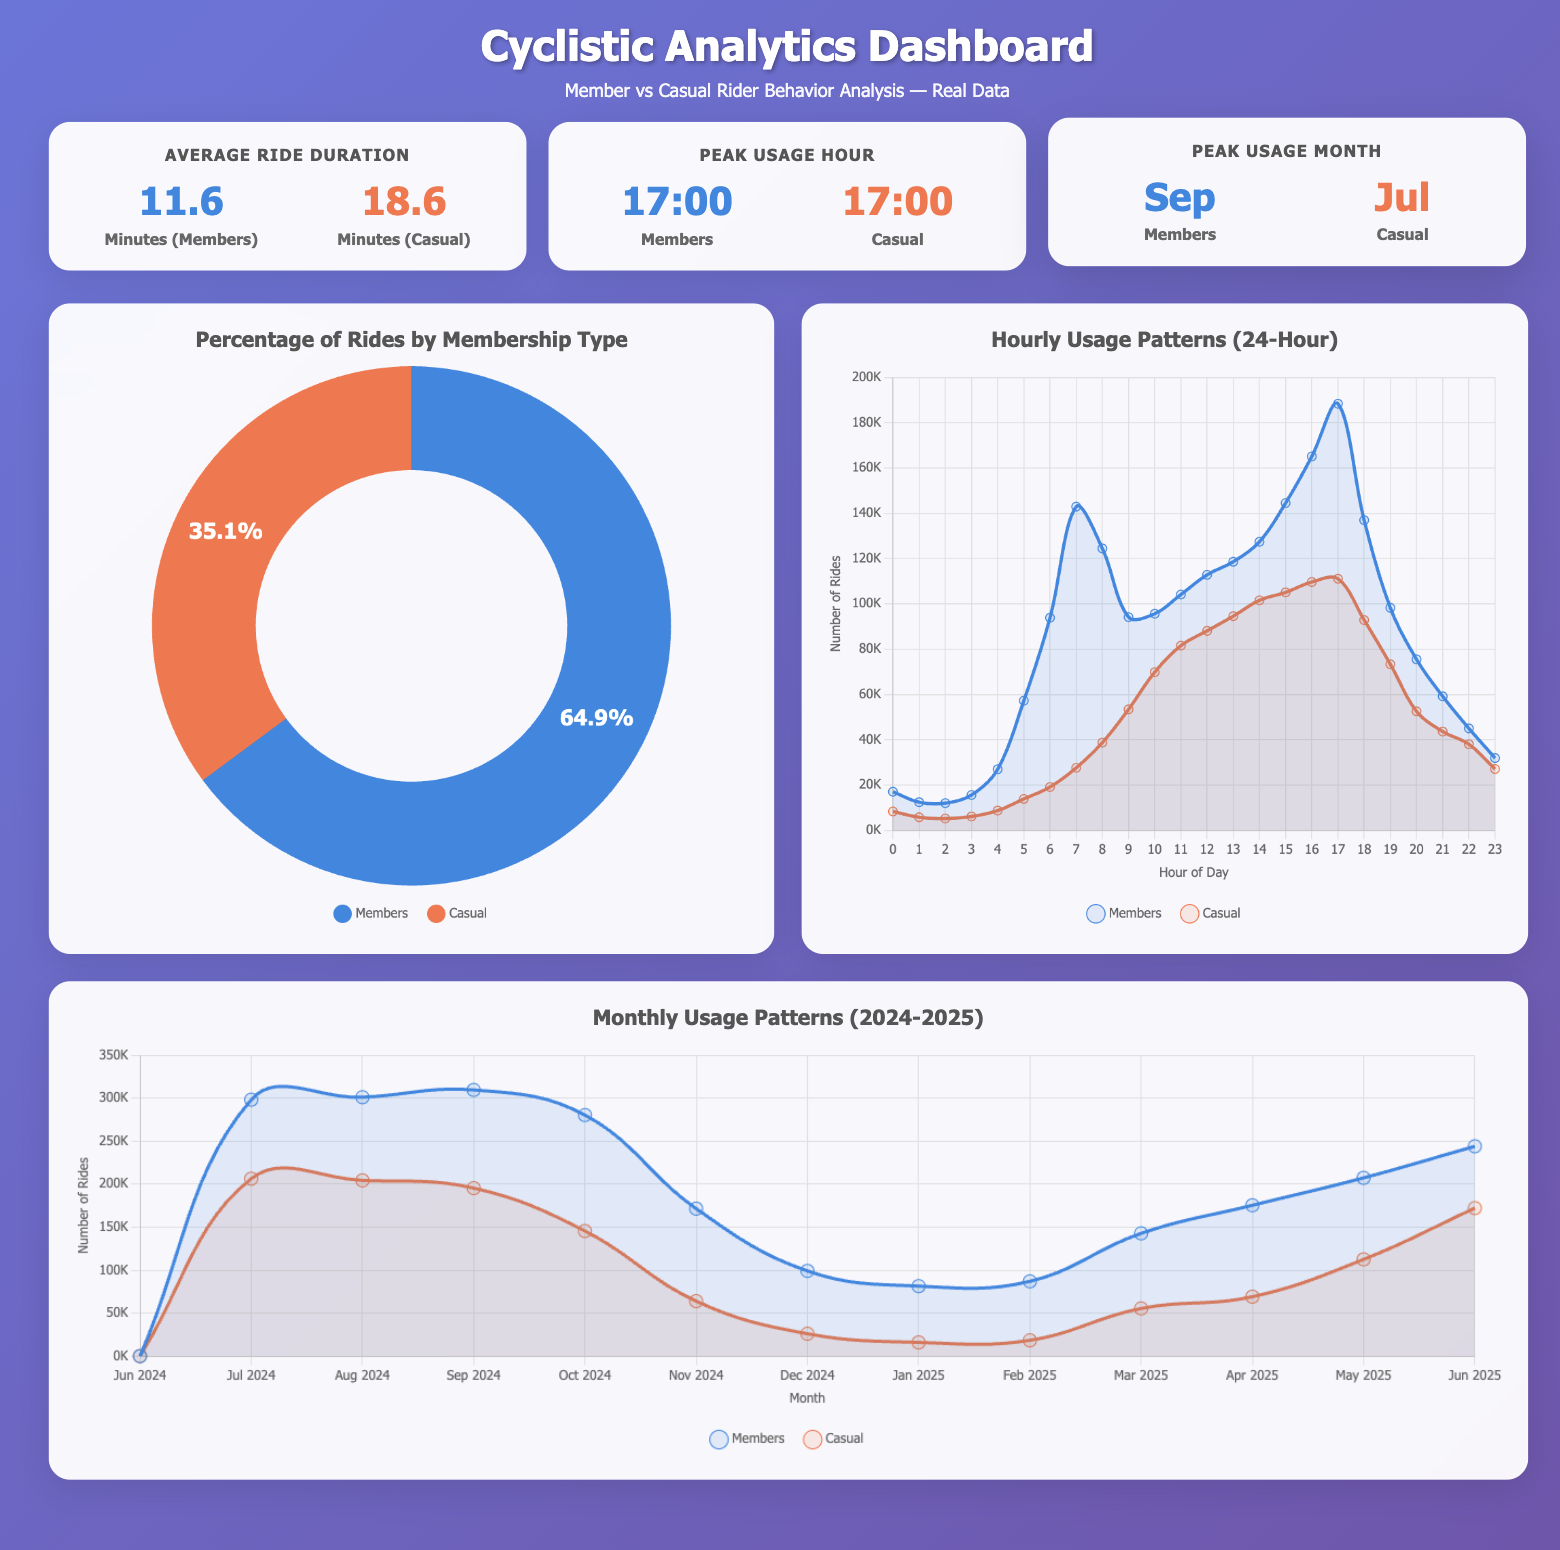 Cyclistic Analytics Dashboard
Member vs Casual Rider Behavior Analysis — Real Data
AVERAGE RIDE DURATION
11.6 18.6
Minutes (Members) Minutes (Casual)
PEAK USAGE HOUR
17:00 17:00
Members Casual
PEAK USAGE MONTH
Sep Jul
Members Casual
Percentage of Rides by Membership Type
35.1%
64.9%
Members Casual
Hourly Usage Patterns (24-Hour)
200K
180K
160K
140K
120K
100K
80K
60K
40K
20K
0K
Number of Rides
0 1 2 3 4 5 6 7 8 9 10 11 12 13 14 15 16 17 18 19 20 21 22 23
Hour of Day
Members Casual
Monthly Usage Patterns (2024-2025)
350K
300K
250K
200K
150K
100K
50K
0K
Number of Rides
Jun 2024 Jul 2024 Aug 2024 Sep 2024 Oct 2024 Nov 2024 Dec 2024 Jan 2025 Feb 2025 Mar 2025 Apr 2025 May 2025 Jun 2025
Month
Members Casual